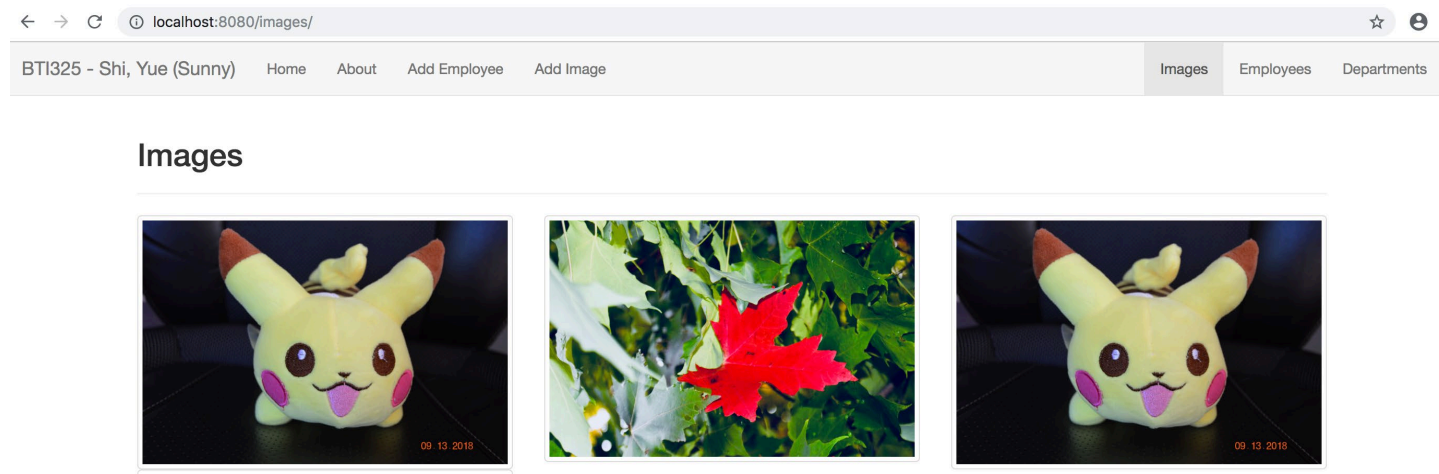 localhost:8080/images/
BTI325 - Shi, Yue (Sunny) Home About Add Employee Add Image Images Employees Departments
Images
09 13 2018 09 13 2018